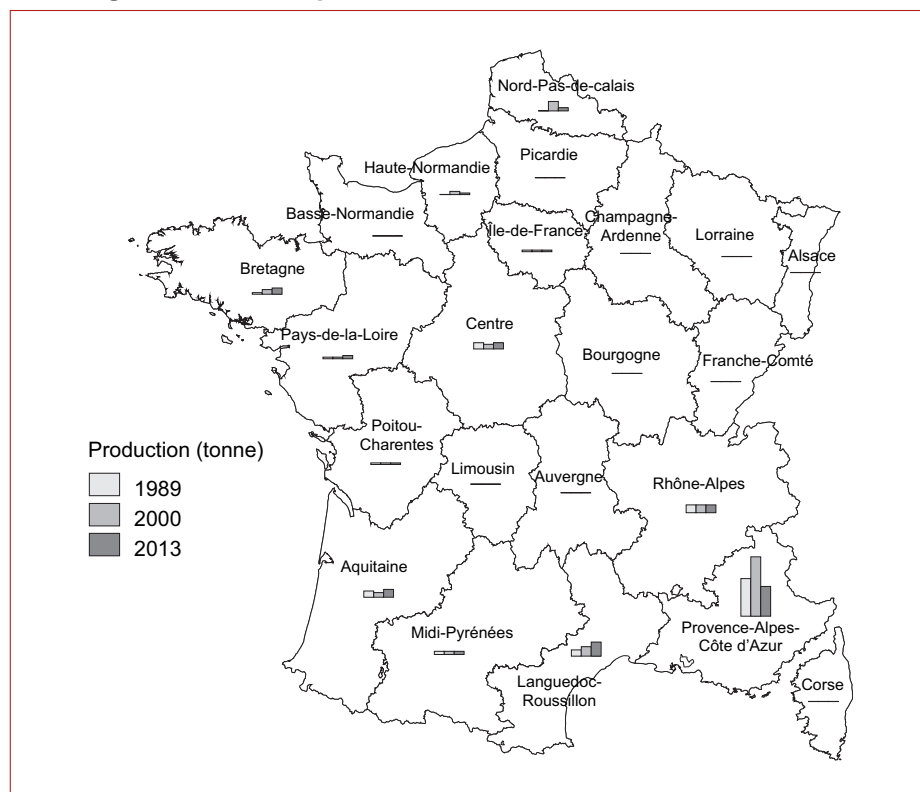 Nord-Pas-de-calais
Picardie
Haute-Normandie
Basse-Normandie
Île-de-France
Champagne-
Ardenne
Lorraine
Alsace
Bretagne
Pays-de-la-Loire
Centre
Bourgogne
Franche-Comté
Poitou-
Charentes
Limousin
Auvergne
Rhône-Alpes
Production (tonne)
1989
2000
2013
Aquitaine
Midi-Pyrénées
Languedoc-
Roussillon
Provence-Alpes-
Côte d'Azur
Corse